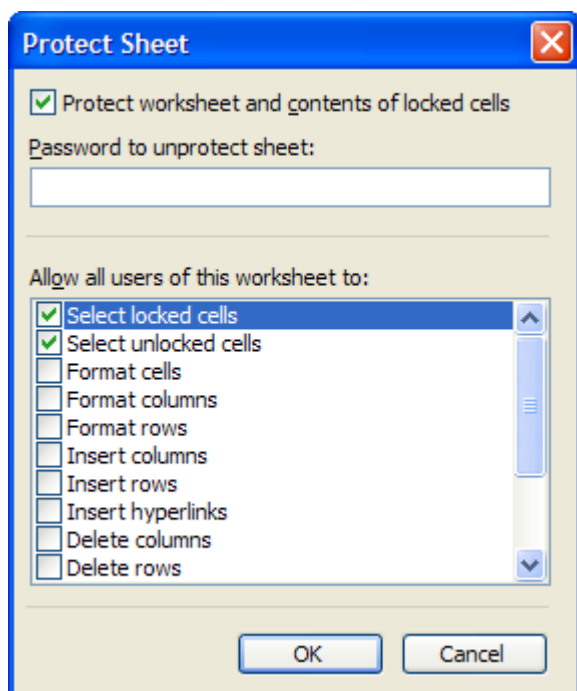 Protect Sheet
Protect worksheet and contents of locked cells
Password to unprotect sheet:
Allow all users of this worksheet to:
Select locked cells
Select unlocked cells
Format cells
Format columns
Format rows
Insert columns
Insert rows
Insert hyperlinks
Delete columns
Delete rows
OK Cancel